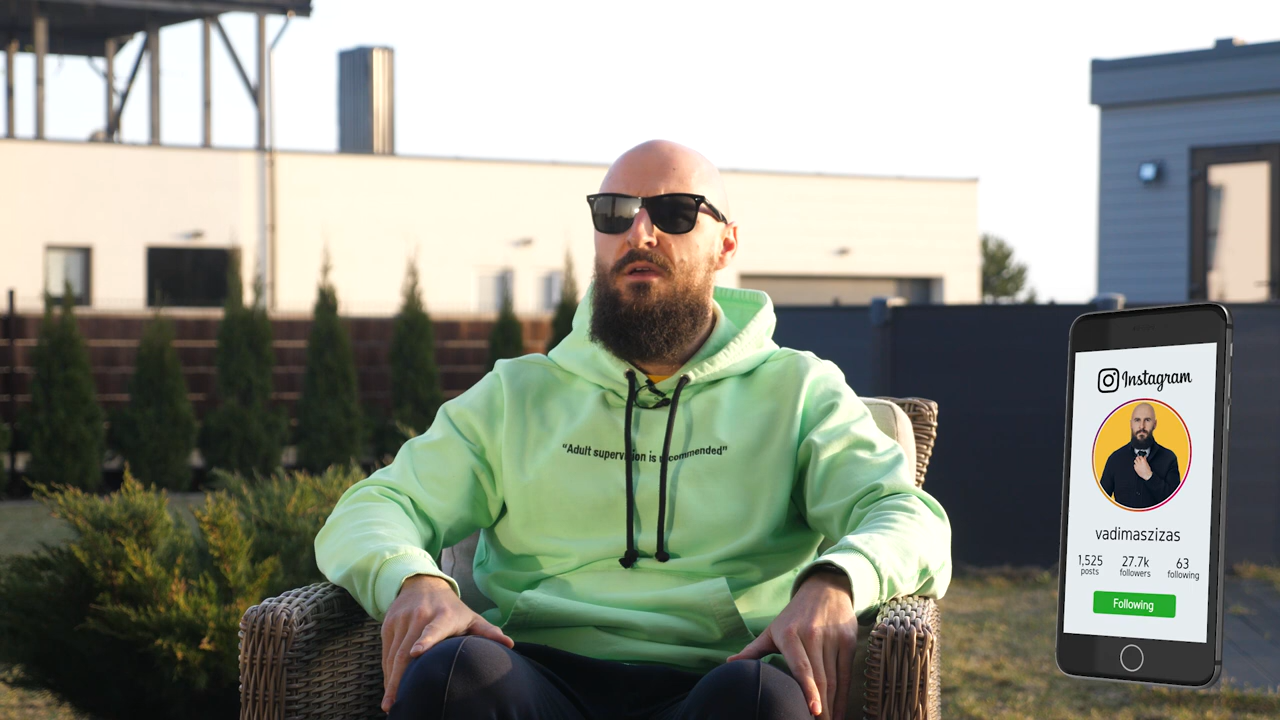 "Adult supervision is recommended"
Instagram
vadimaszizas
1,525 27.7k 63
posts followers following
Following